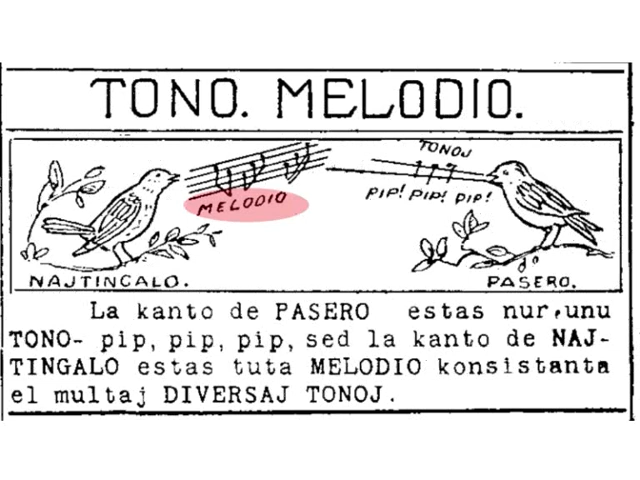 TONO. MELODIO.
MELODIO
TONOJ
PIP! PIP! PIP!
NAJTINGALO.
PASERO.
La kanto de PASERO estas nur unu
TONO- pip, pip, pip, sed la kanto de NAJ-
TINGALO estas tuta MELODIO konsistanta
el multaj DIVERSAJ TONOJ.